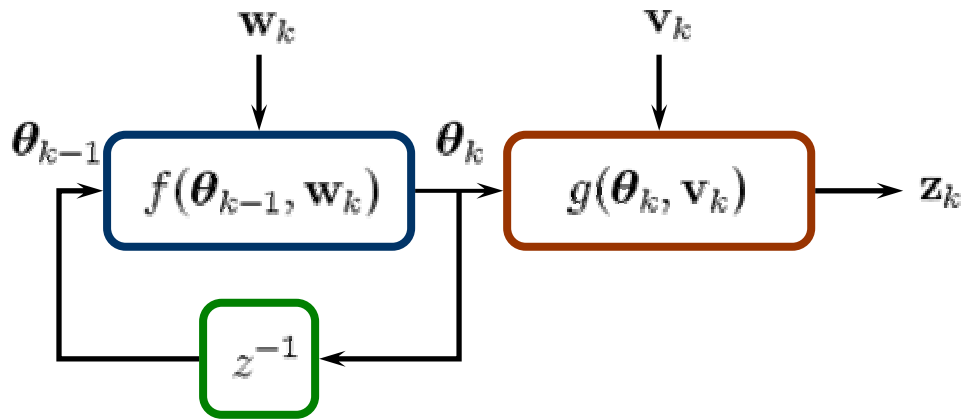 w_k v_k
θ_{k−1} θ_k
f(θ_{k−1}, w_k) g(θ_k, v_k) z_k
z^{−1}